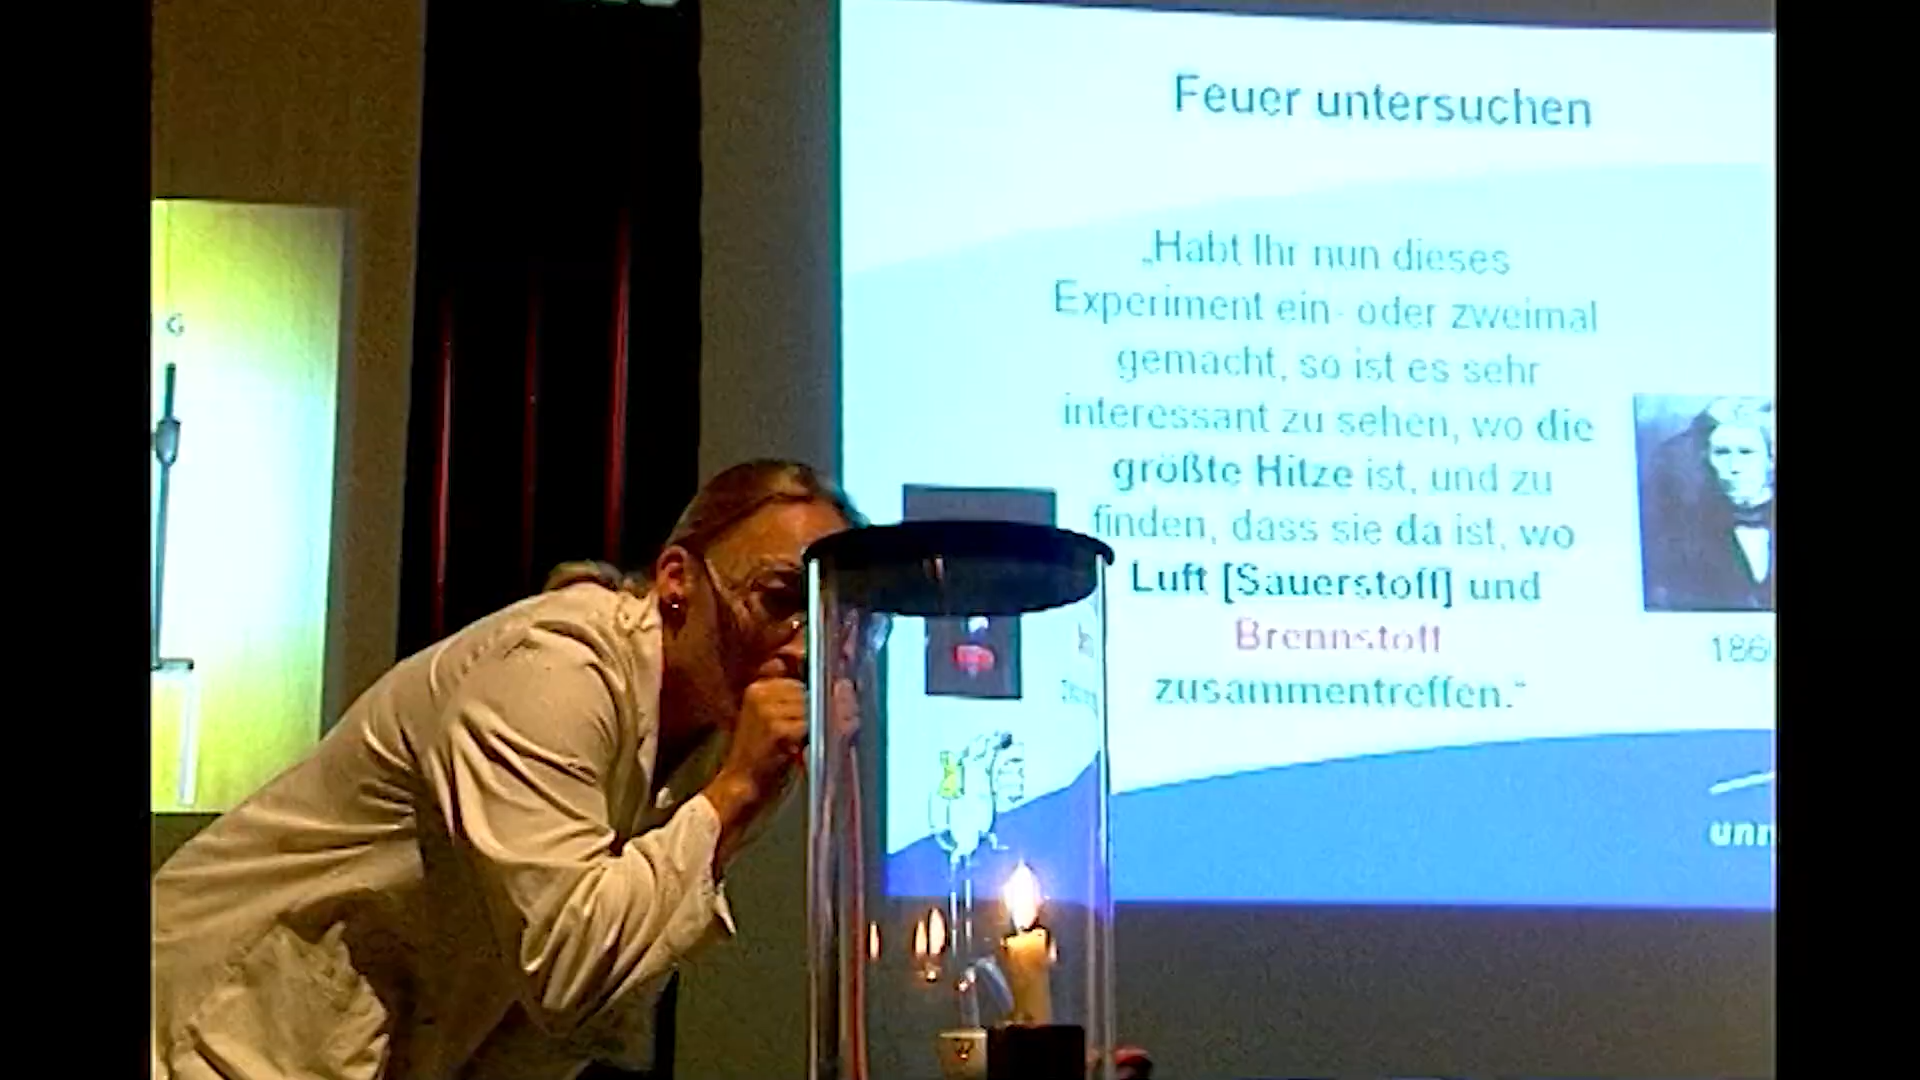 Feuer untersuchen
„Habt Ihr nun dieses
Experiment ein- oder zweimal
gemacht, so ist es sehr
interessant zu sehen, wo die
größte Hitze ist, und zu
finden, dass sie da ist, wo
Luft [Sauerstoff] und
Brennstoff
zusammentreffen.“
186
G